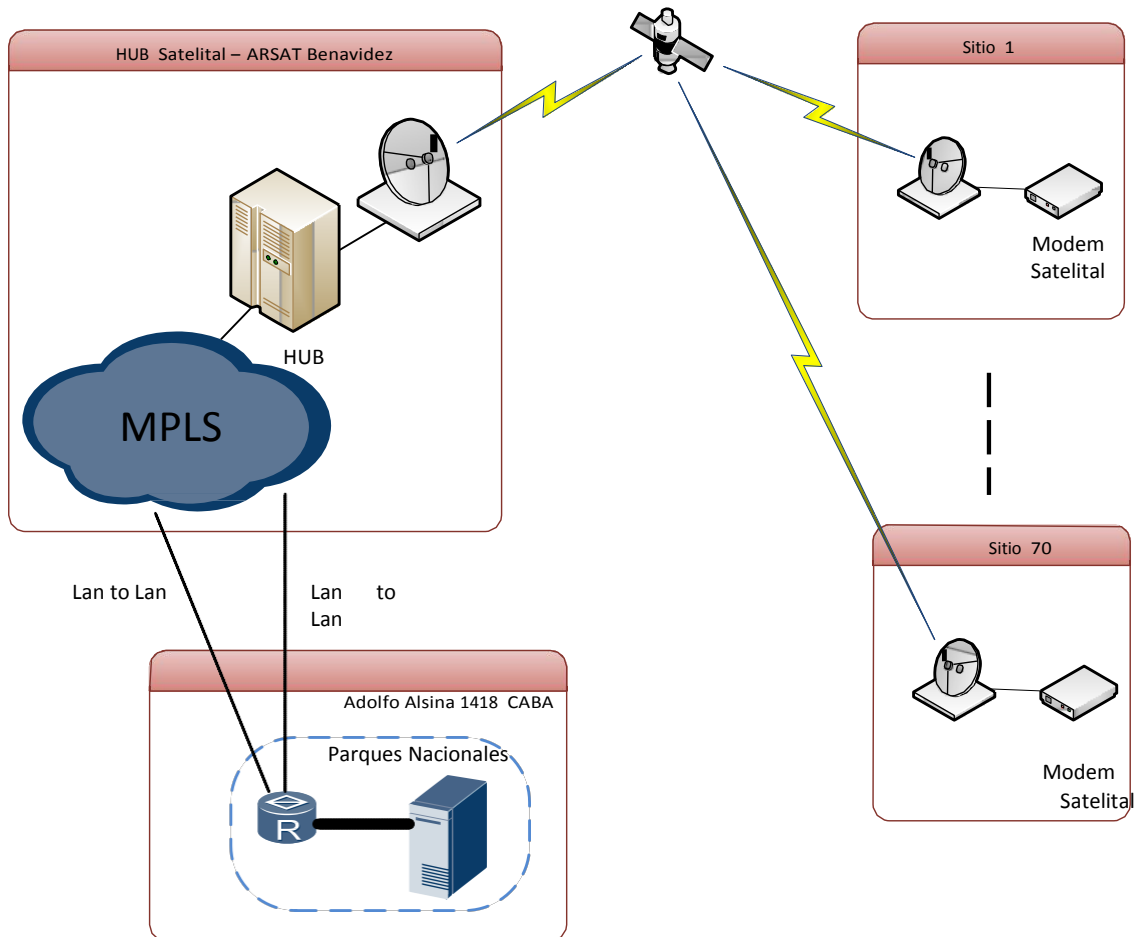 HUB Satelital – ARSAT Benavidez
Sitio 1
Modem
Satelital
HUB
MPLS
Sitio 70
Lan to Lan
Lan to
Lan
Adolfo Alsina 1418 CABA
Parques Nacionales
R
Modem
Satelital